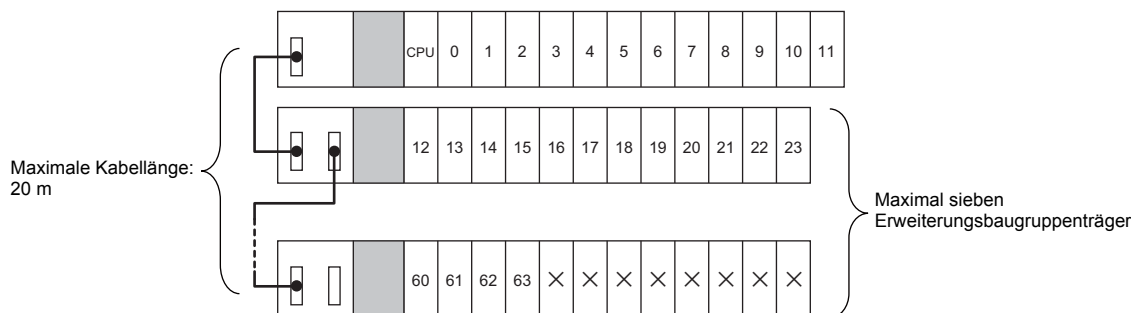 CPU 0 1 2 3 4 5 6 7 8 9 10 11
12 13 14 15 16 17 18 19 20 21 22 23
Maximale Kabellänge:
20 m
Maximal sieben
Erweiterungsbaugruppenträger
60 61 62 63